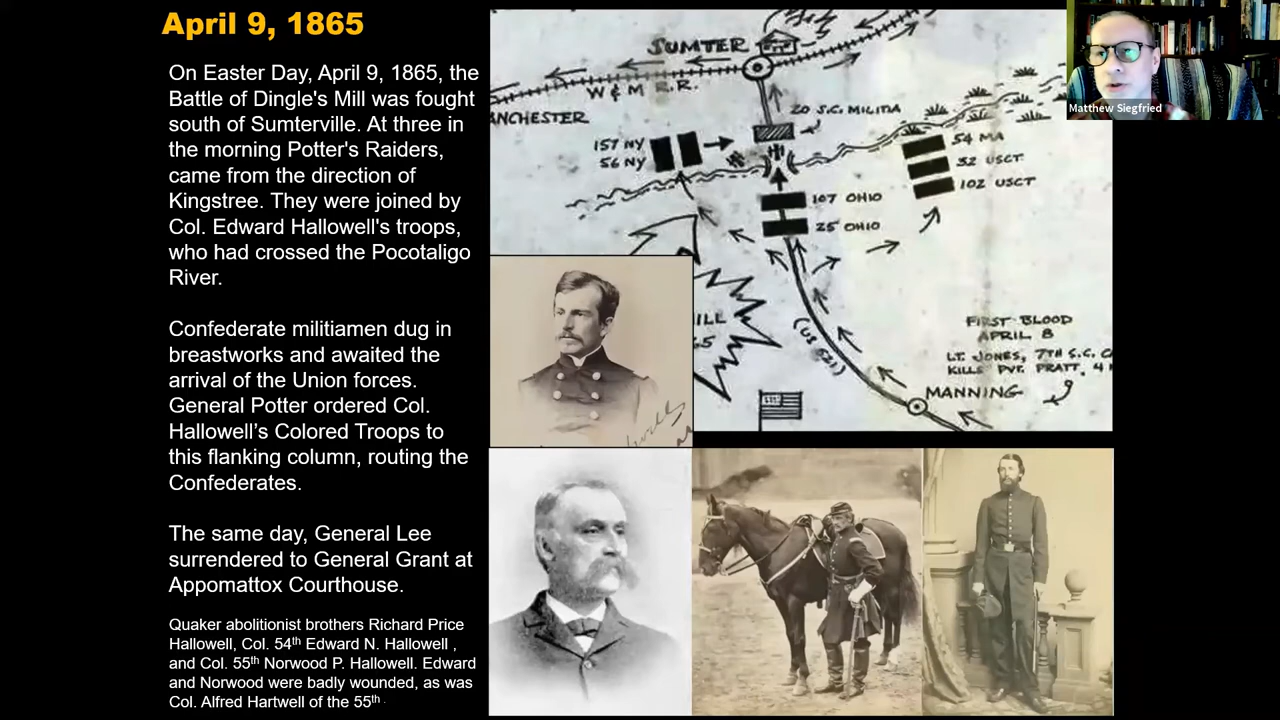 April 9, 1865
On Easter Day, April 9, 1865, the
Battle of Dingle's Mill was fought
south of Sumterville. At three in
the morning Potter's Raiders,
came from the direction of
Kingstree. They were joined by
Col. Edward Hallowell's troops,
who had crossed the Pocotaligo
River.
Confederate militiamen dug in
breastworks and awaited the
arrival of the Union forces.
General Potter ordered Col.
Hallowell’s Colored Troops to
this flanking column, routing the
Confederates.
The same day, General Lee
surrendered to General Grant at
Appomattox Courthouse.
Quaker abolitionist brothers Richard Price
Hallowell, Col. 54th Edward N. Hallowell ,
and Col. 55th Norwood P. Hallowell. Edward
and Norwood were badly wounded, as was
Col. Alfred Hartwell of the 55th .
SUMTER
W & M R.R.
ANCHESTER
20 S.C. MILITIA
157 NY
56 NY
54 MA
32 USCT
102 USCT
107 OHIO
25 OHIO
(US 521)
ILL
5
FIRST BLOOD
APRIL 8
LT. JONES, 7TH S.C. C
KILLS PVT. PRATT, 4
MANNING
Matthew Siegfried